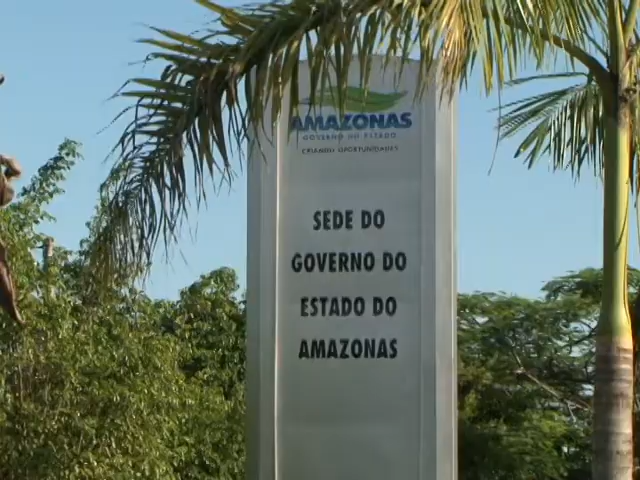 AMAZONAS
GOVERNO DO ESTADO
CRIANDO OPORTUNIDADES
SEDE DO
GOVERNO DO
ESTADO DO
AMAZONAS